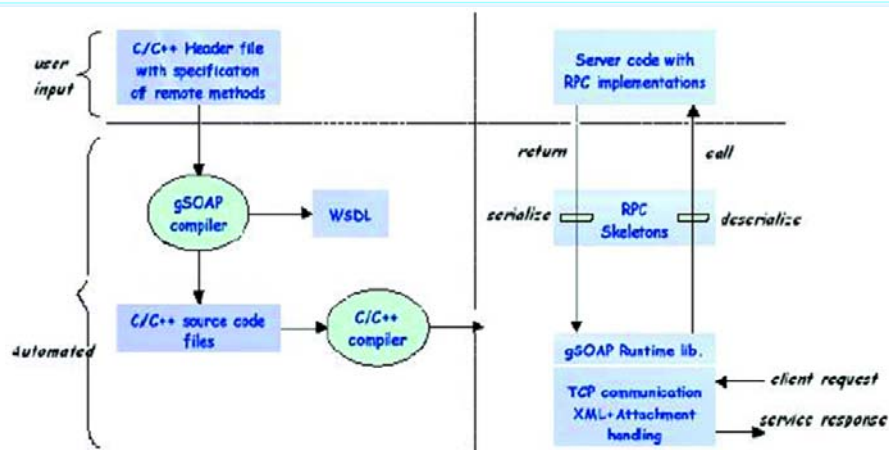 user
input
C/C++ Header file
with specification
of remote methods
Server code with
RPC implementations
return
call
gSOAP
compiler
WSDL
serialize
RPC
Skeletons
deserialize
C/C++ source code
files
C/C++
compiler
Automated
gSOAP Runtime lib.
TCP communication
XML+Attachment
handling
client request
service response